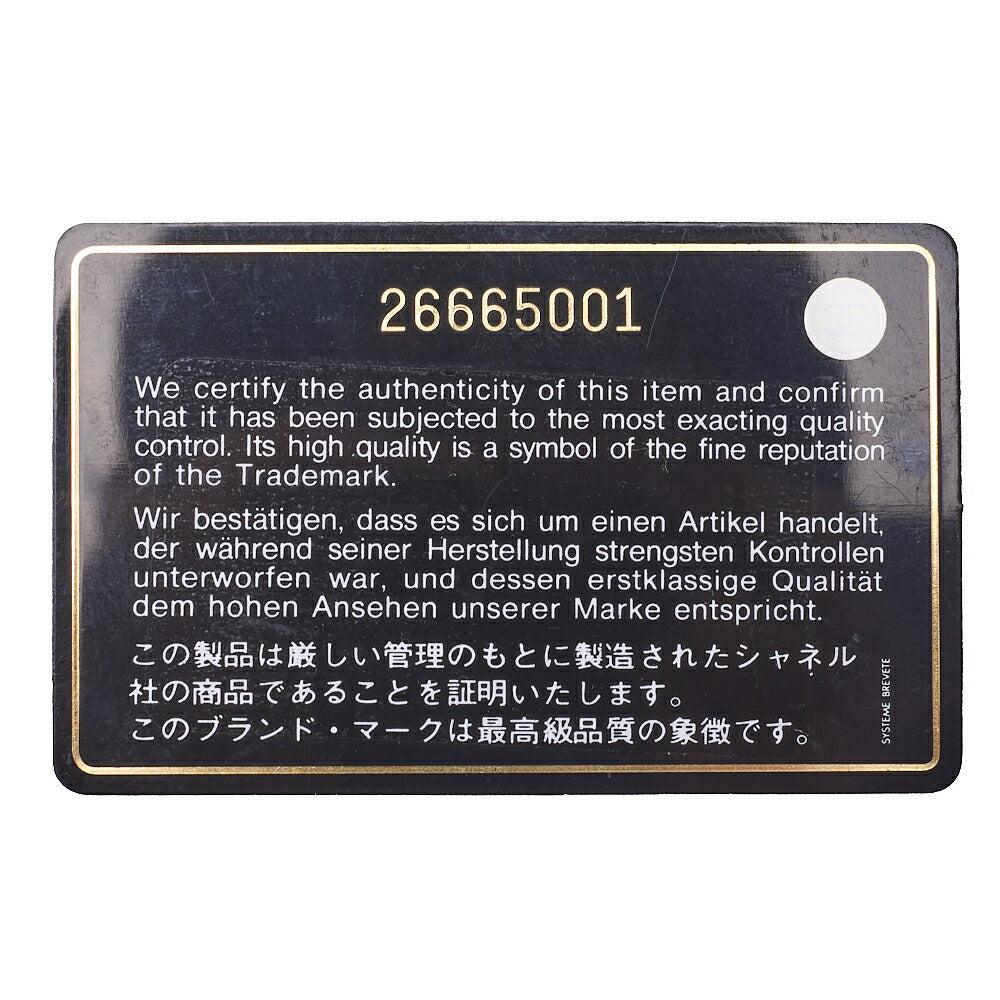 26665001
We certify the authenticity of this item and confirm
that it has been subjected to the most exacting quality
control. Its high quality is a symbol of the fine reputation
of the Trademark.
Wir bestätigen, dass es sich um einen Artikel handelt,
der während seiner Herstellung strengsten Kontrollen
unterworfen war, und dessen erstklassige Qualität
dem hohen Ansehen unserer Marke entspricht.
この製品は厳しい管理のもとに製造されたシャネル
社の商品であることを証明いたします。
このブランド・マークは最高級品質の象徴です。
SYSTEME BREVETE